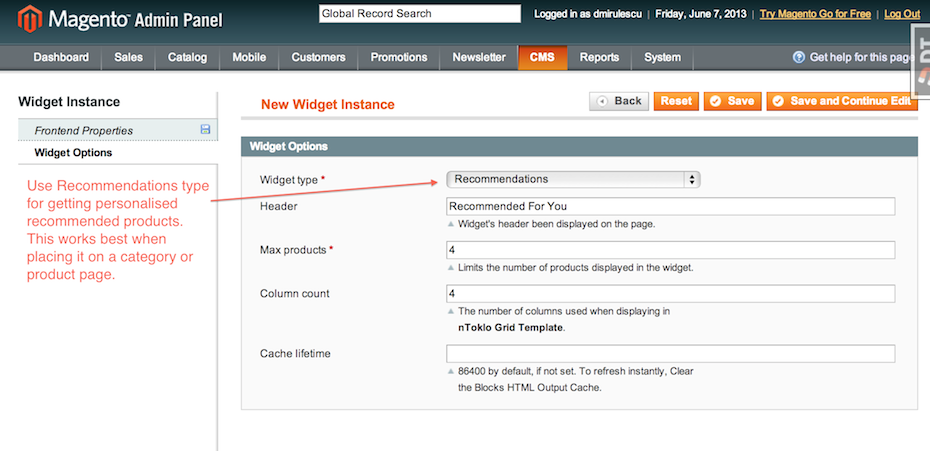 Magento™ Admin Panel
Global Record Search
Logged in as dmirulescu | Friday, June 7, 2013 | Try Magento Go for Free | Log Out
Dashboard Sales Catalog Mobile Customers Promotions Newsletter CMS Reports System Get help for this page
Widget Instance
Frontend Properties
Widget Options
Use Recommendations type
for getting personalised
recommended products.
This works best when
placing it on a category or
product page.
New Widget Instance
Back Reset Save Save and Continue Edit
Widget Options
Widget type * Recommendations
Header Recommended For You
Widget's header been displayed on the page.
Max products * 4
Limits the number of products displayed in the widget.
Column count 4
The number of columns used when displaying in
nToklo Grid Template.
Cache lifetime
86400 by default, if not set. To refresh instantly, Clear
the Blocks HTML Output Cache.